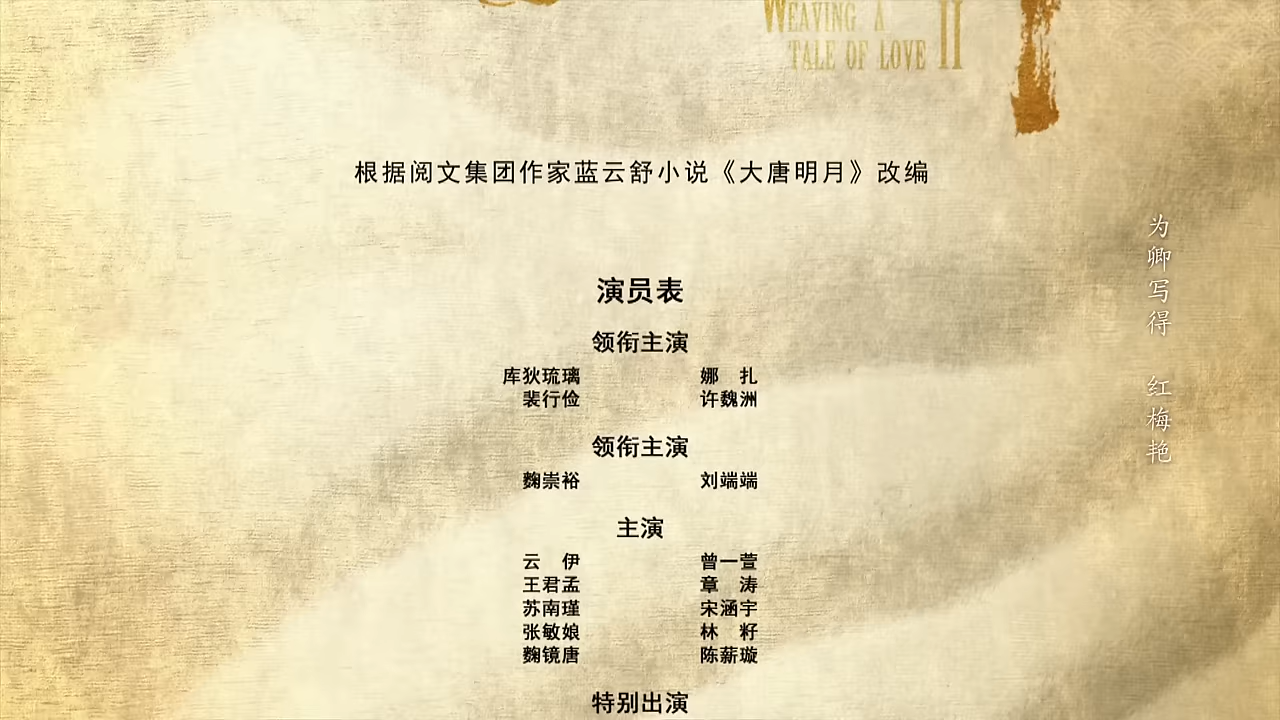 WEAVING A
TALE OF LOVE II
根据阅文集团作家蓝云舒小说《大唐明月》改编
演员表
领衔主演
库狄琉璃 娜 扎
裴行俭 许魏洲
领衔主演
麴崇裕 刘端端
主演
云 伊 曾一萱
王君孟 章 涛
苏南瑾 宋涵宇
张敏娘 林 籽
麴镜唐 陈薪璇
特别出演
为卿写得 红梅艳